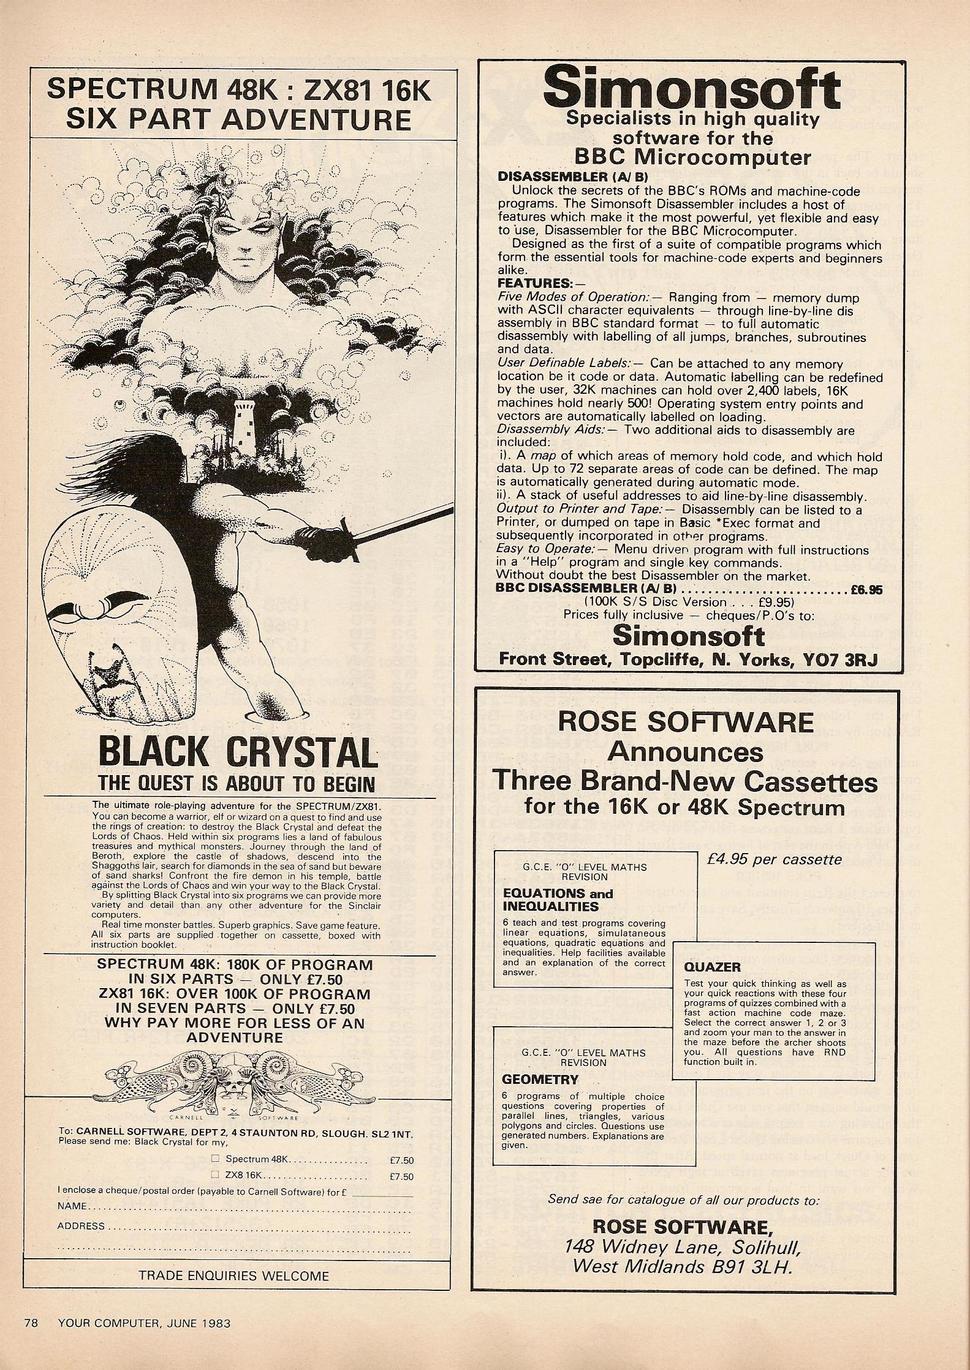 SPECTRUM 48K : ZX81 16K
SIX PART ADVENTURE
BLACK CRYSTAL
THE QUEST IS ABOUT TO BEGIN
The ultimate role-playing adventure for the SPECTRUM/ZX81.
You can become a warrior, elf or wizard on a quest to find and use
the rings of creation: to destroy the Black Crystal and defeat the
Lords of Chaos. Held within six programs lies a land of fabulous
treasures and mythical monsters. Journey through the land of
Beroth, explore the castle of shadows, descend into the
Shaggoths lair, search for diamonds in the sea of sand but beware
of sand sharks! Confront the fire demon in his temple, battle
against the Lords of Chaos and win your way to the Black Crystal.
By splitting Black Crystal into six programs we can provide more
variety and detail than any other adventure for the Sinclair
computers.
Real time monster battles. Superb graphics. Save game feature.
All six parts are supplied together on cassette, boxed with
instruction booklet.
SPECTRUM 48K: 180K OF PROGRAM
IN SIX PARTS — ONLY £7.50
ZX81 16K: OVER 100K OF PROGRAM
IN SEVEN PARTS — ONLY £7.50
WHY PAY MORE FOR LESS OF AN
ADVENTURE
CARNELL SOFTWARE
To: CARNELL SOFTWARE, DEPT 2, 4 STAUNTON RD, SLOUGH. SL2 1NT.
Please send me: Black Crystal for my,
□ Spectrum 48K................ £7.50
□ ZX8 16K..................... £7.50
I enclose a cheque/postal order (payable to Carnell Software) for £ __________
NAME..........................................................
ADDRESS.......................................................
..............................................................
TRADE ENQUIRIES WELCOME
Simonsoft
Specialists in high quality
software for the
BBC Microcomputer
DISASSEMBLER (A/ B)
Unlock the secrets of the BBC's ROMs and machine-code
programs. The Simonsoft Disassembler includes a host of
features which make it the most powerful, yet flexible and easy
to use, Disassembler for the BBC Microcomputer.
Designed as the first of a suite of compatible programs which
form the essential tools for machine-code experts and beginners
alike.
FEATURES:—
Five Modes of Operation:— Ranging from — memory dump
with ASCII character equivalents — through line-by-line dis
assembly in BBC standard format — to full automatic
disassembly with labelling of all jumps, branches, subroutines
and data.
User Definable Labels:— Can be attached to any memory
location be it code or data. Automatic labelling can be redefined
by the user, 32K machines can hold over 2,400 labels, 16K
machines hold nearly 500! Operating system entry points and
vectors are automatically labelled on loading.
Disassembly Aids:— Two additional aids to disassembly are
included:
i). A map of which areas of memory hold code, and which hold
data. Up to 72 separate areas of code can be defined. The map
is automatically generated during automatic mode.
ii). A stack of useful addresses to aid line-by-line disassembly.
Output to Printer and Tape:— Disassembly can be listed to a
Printer, or dumped on tape in Basic *Exec format and
subsequently incorporated in other programs.
Easy to Operate:— Menu driven program with full instructions
in a "Help" program and single key commands.
Without doubt the best Disassembler on the market.
BBC DISASSEMBLER (A/ B) ........................ £6.95
(100K S/S Disc Version . . . £9.95)
Prices fully inclusive — cheques/P.O's to:
Simonsoft
Front Street, Topcliffe, N. Yorks, YO7 3RJ
ROSE SOFTWARE
Announces
Three Brand-New Cassettes
for the 16K or 48K Spectrum
£4.95 per cassette
G.C.E. "O" LEVEL MATHS
REVISION
EQUATIONS and
INEQUALITIES
6 teach and test programs covering
linear equations, simulataneous
equations, quadratic equations and
inequalities. Help facilities available
and an explanation of the correct
answer.
QUAZER
Test your quick thinking as well as
your quick reactions with these four
programs of quizzes combined with a
fast action machine code maze.
Select the correct answer 1, 2 or 3
and zoom your man to the answer in
the maze before the archer shoots
you. All questions have RND
function built in.
G.C.E. "O" LEVEL MATHS
REVISION
GEOMETRY
6 programs of multiple choice
questions covering properties of
parallel lines, triangles, various
polygons and circles. Questions use
generated numbers. Explanations are
given.
Send sae for catalogue of all our products to:
ROSE SOFTWARE,
148 Widney Lane, Solihull,
West Midlands B91 3LH.
78 YOUR COMPUTER, JUNE 1983